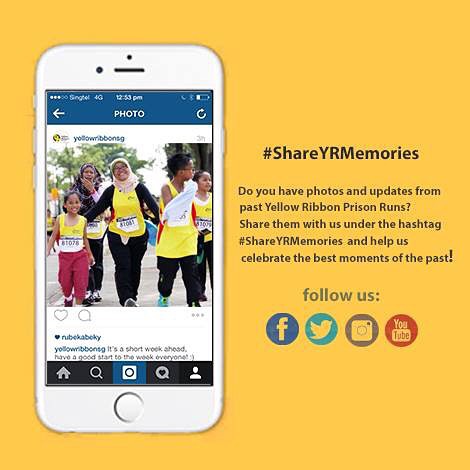 Singtel 4G 12:53 pm
PHOTO
yellowribbonsg 3h
81078
81081
81079
rubekabeky
yellowribbonsg It's a short week ahead,
have a good start to the week everyone! :)
#ShareYRMemories
Do you have photos and updates from
past Yellow Ribbon Prison Runs?
Share them with us under the hashtag
#ShareYRMemories and help us
celebrate the best moments of the past!
follow us:
You
Tube